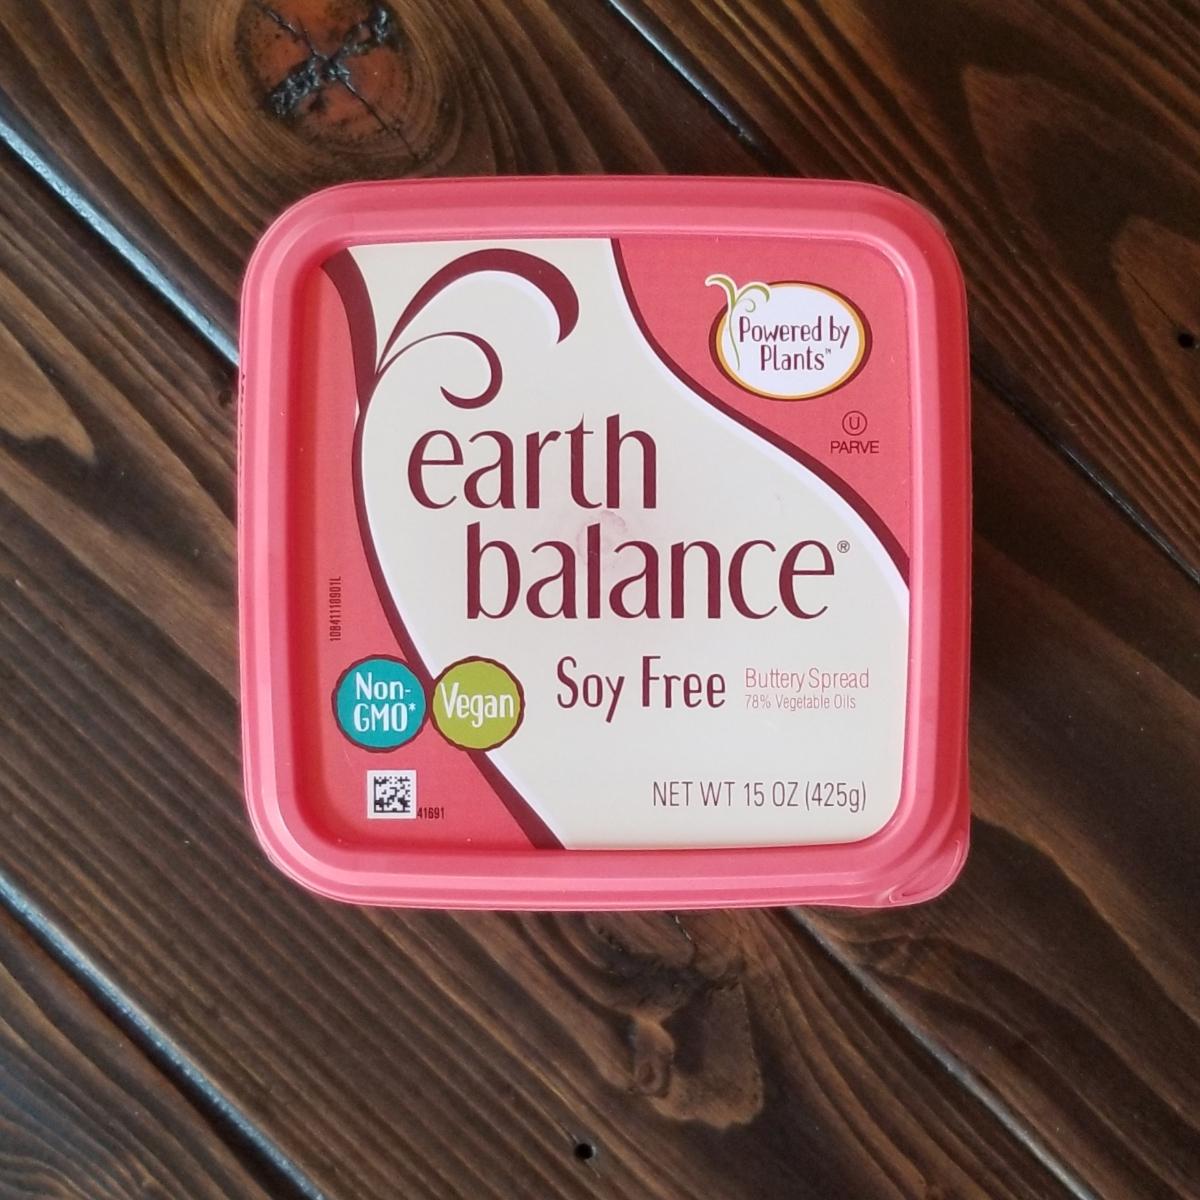 Powered by
Plants™
U
PARVE
earth
balance®
10841110901L
Non-
GMO*
Vegan
Soy Free
Buttery Spread
78% Vegetable Oils
41691
NET WT 15 OZ (425g)